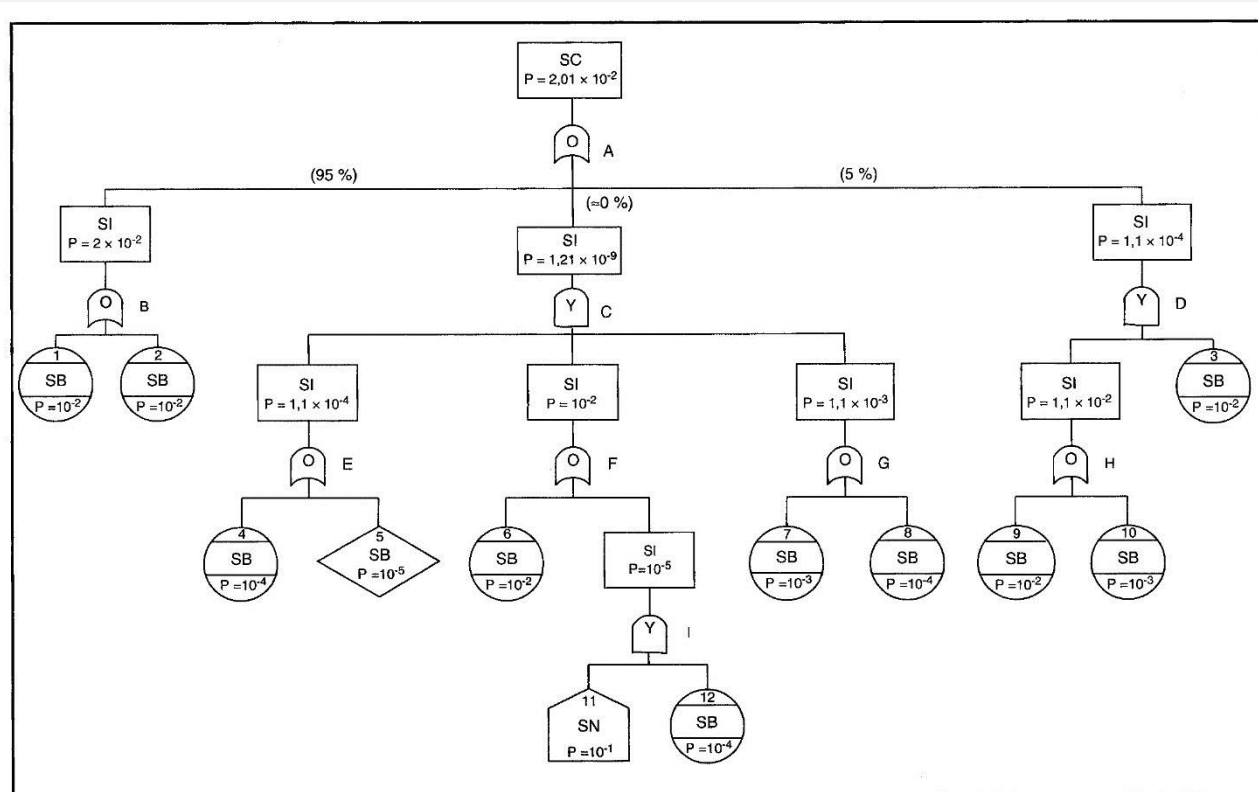 SC
P = 2,01 × 10⁻²
O
A
(95 %)
(5 %)
(≈0 %)
SI
P = 2 × 10⁻²
SI
P = 1,21 × 10⁻⁹
SI
P = 1,1 × 10⁻⁴
O
B
Y
C
Y
D
1
SB
P =10⁻²
2
SB
P =10⁻²
SI
P = 1,1 × 10⁻⁴
SI
P = 10⁻²
SI
P = 1,1 × 10⁻³
SI
P = 1,1 × 10⁻²
3
SB
P =10⁻²
O
E
O
F
O
G
O
H
4
SB
P =10⁻⁴
5
SB
P =10⁻⁵
6
SB
P =10⁻²
SI
P=10⁻⁵
7
SB
P =10⁻³
8
SB
P =10⁻⁴
9
SB
P =10⁻²
10
SB
P =10⁻³
Y
I
11
SN
P =10⁻¹
12
SB
P =10⁻⁴